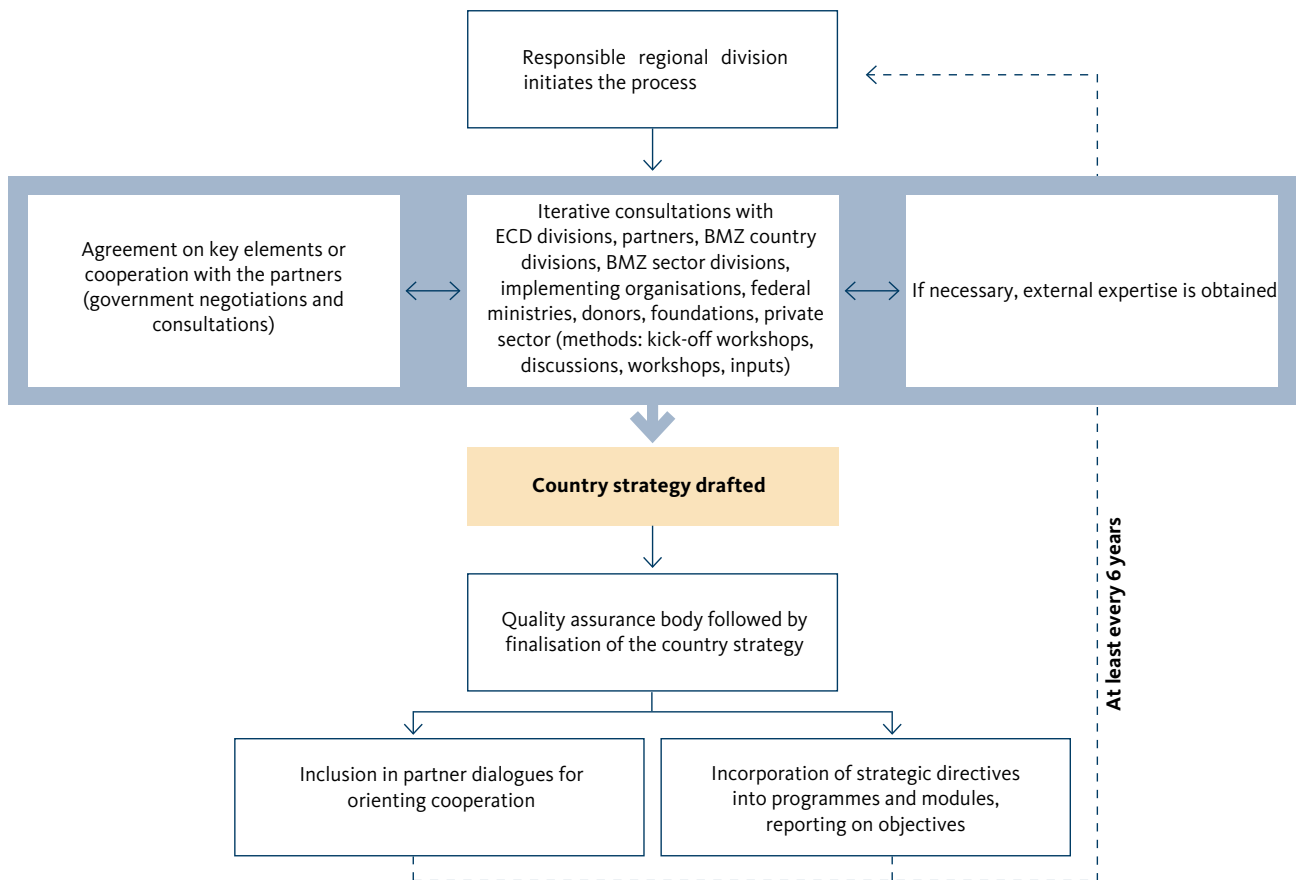 Responsible regional division
initiates the process
Agreement on key elements or
cooperation with the partners
(government negotiations and
consultations)
Iterative consultations with
ECD divisions, partners, BMZ country
divisions, BMZ sector divisions,
implementing organisations, federal
ministries, donors, foundations, private
sector (methods: kick-off workshops,
discussions, workshops, inputs)
If necessary, external expertise is obtained
Country strategy drafted
Quality assurance body followed by
finalisation of the country strategy
At least every 6 years
Inclusion in partner dialogues for
orienting cooperation
Incorporation of strategic directives
into programmes and modules,
reporting on objectives